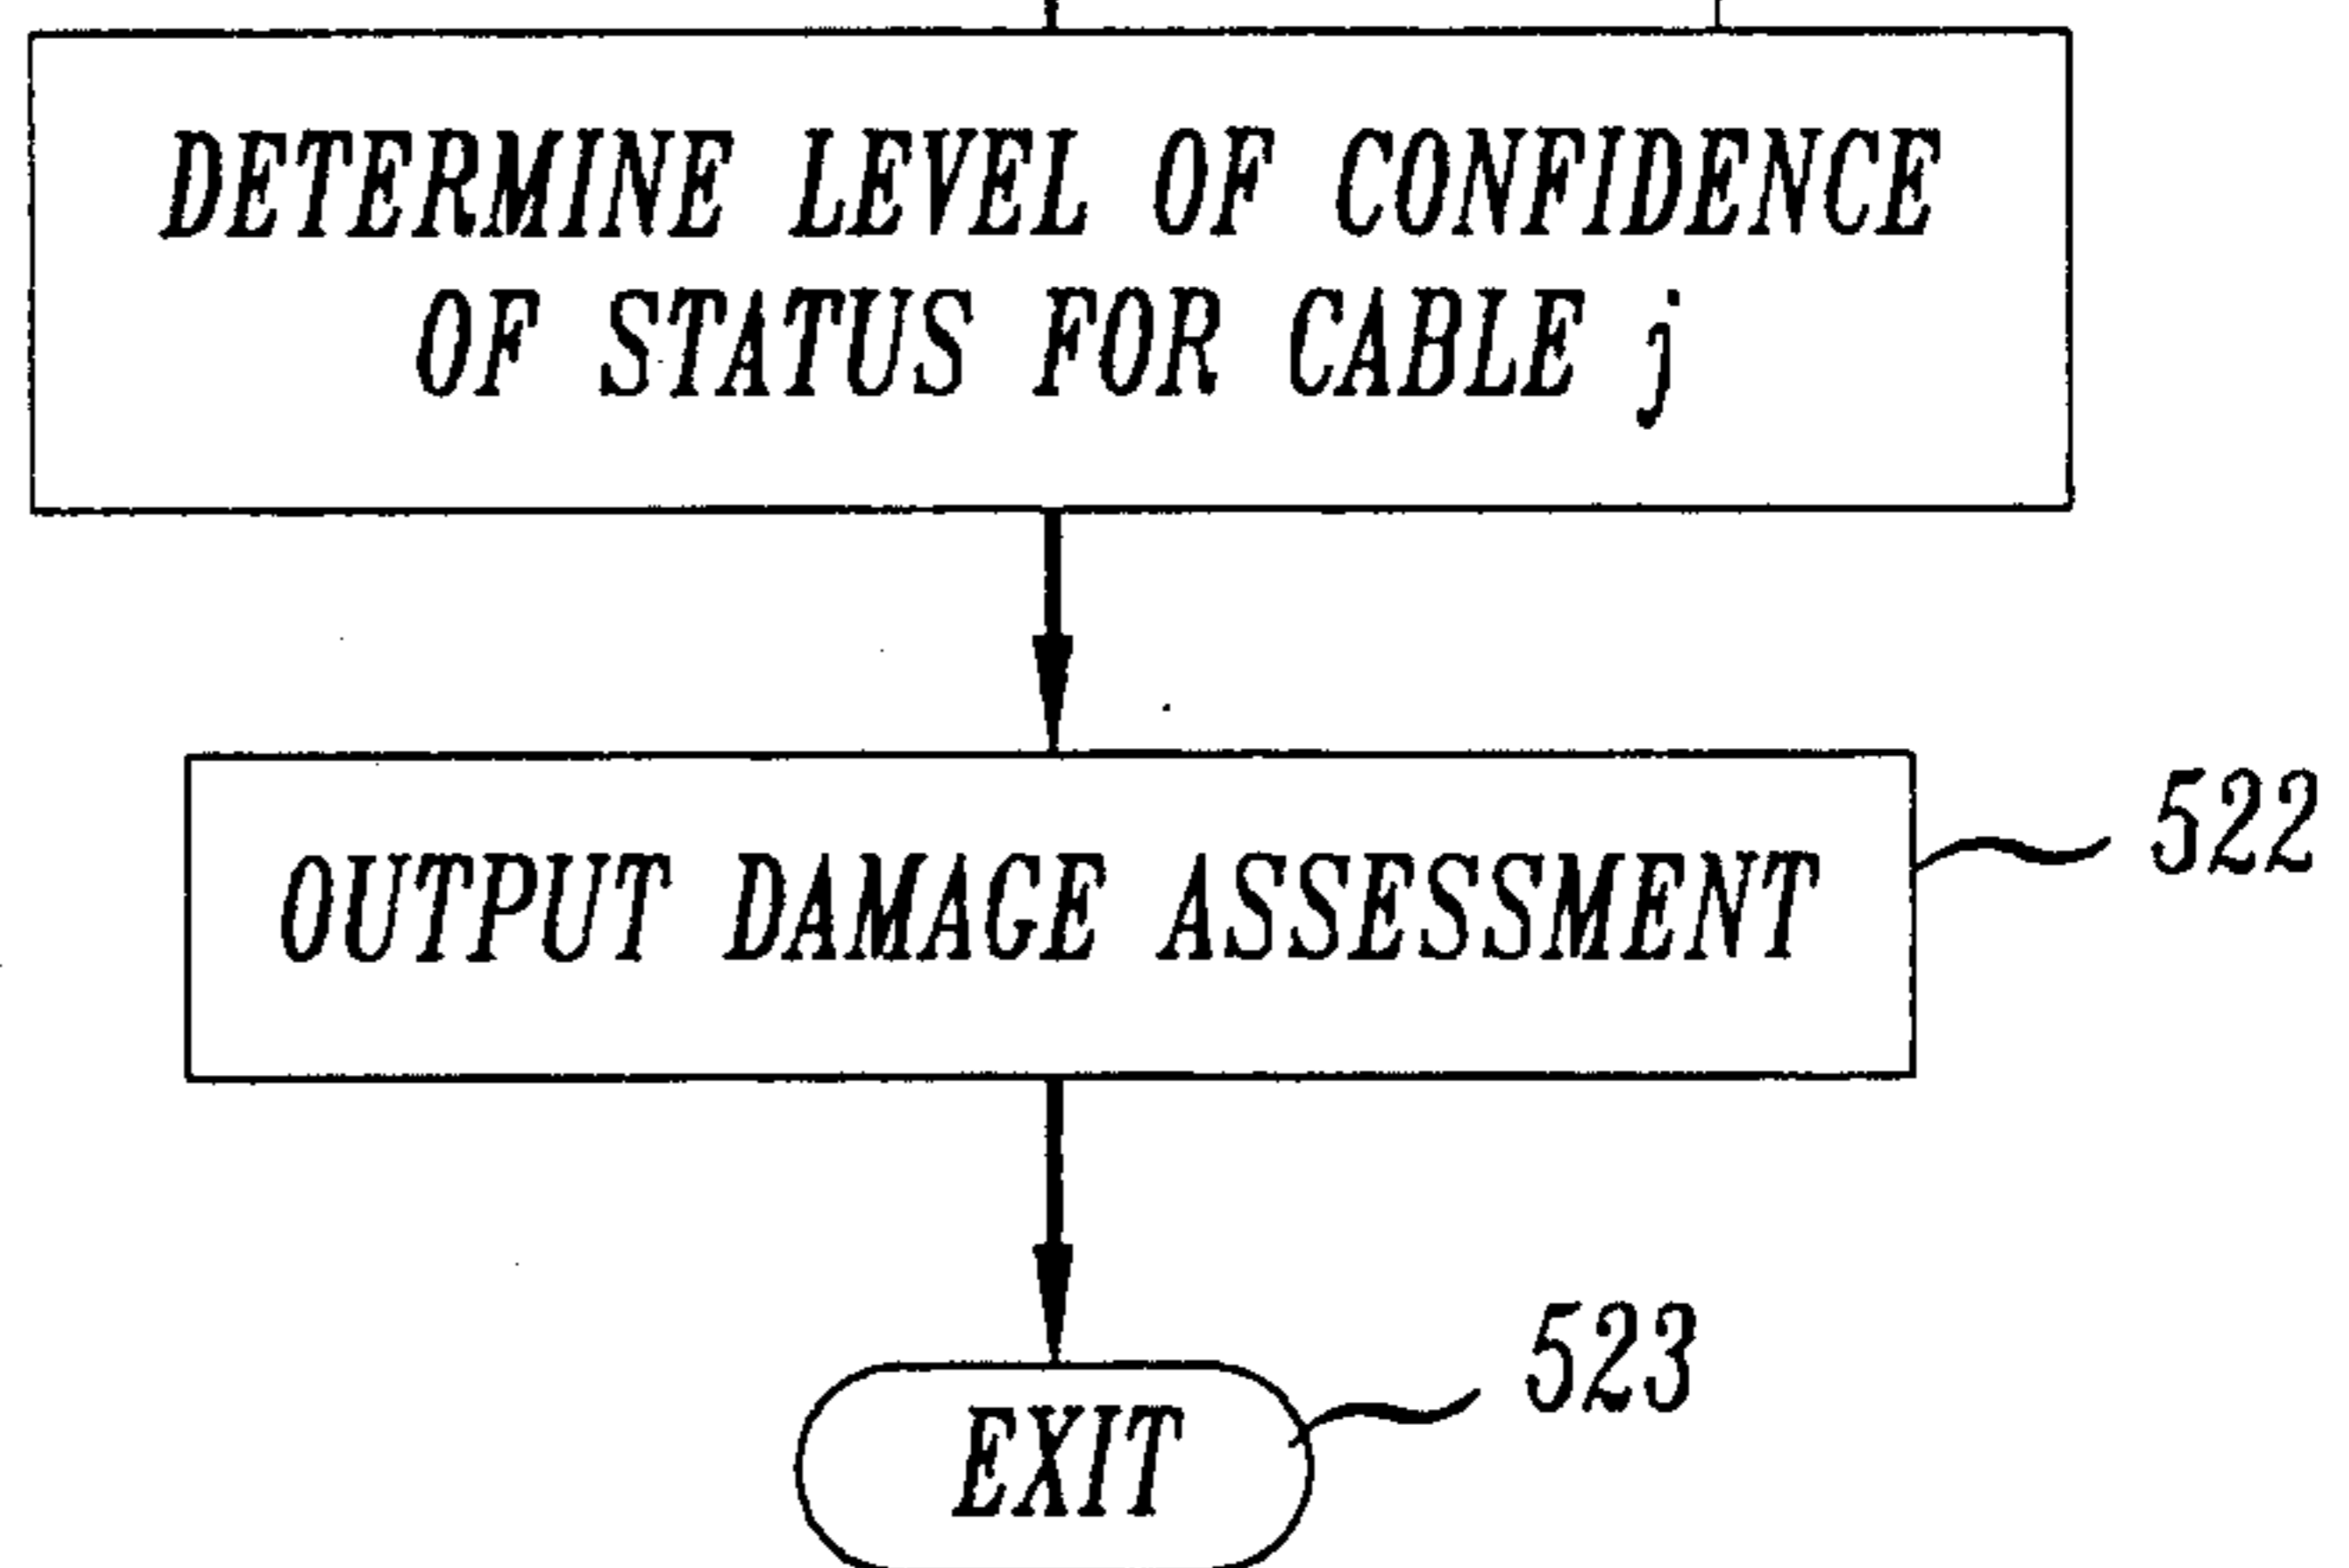 DETERMINE LEVEL OF CONFIDENCE
OF STATUS FOR CABLE j
OUTPUT DAMAGE ASSESSMENT
522
EXIT
523